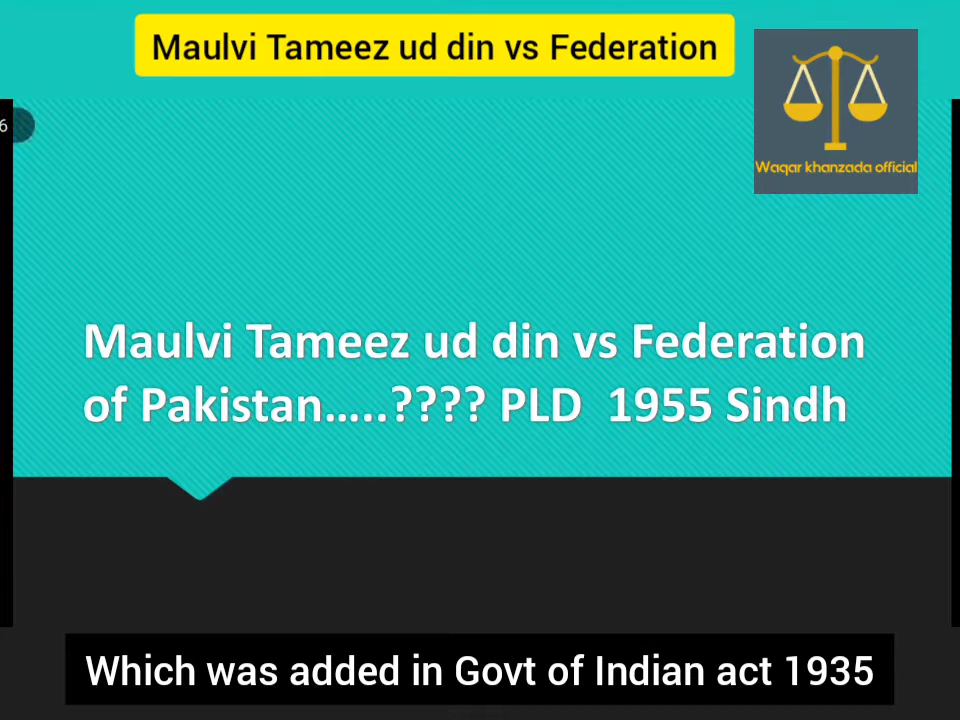 Maulvi Tameez ud din vs Federation
Waqar khanzada official
6
Maulvi Tameez ud din vs Federation
of Pakistan…..???? PLD 1955 Sindh
Which was added in Govt of Indian act 1935